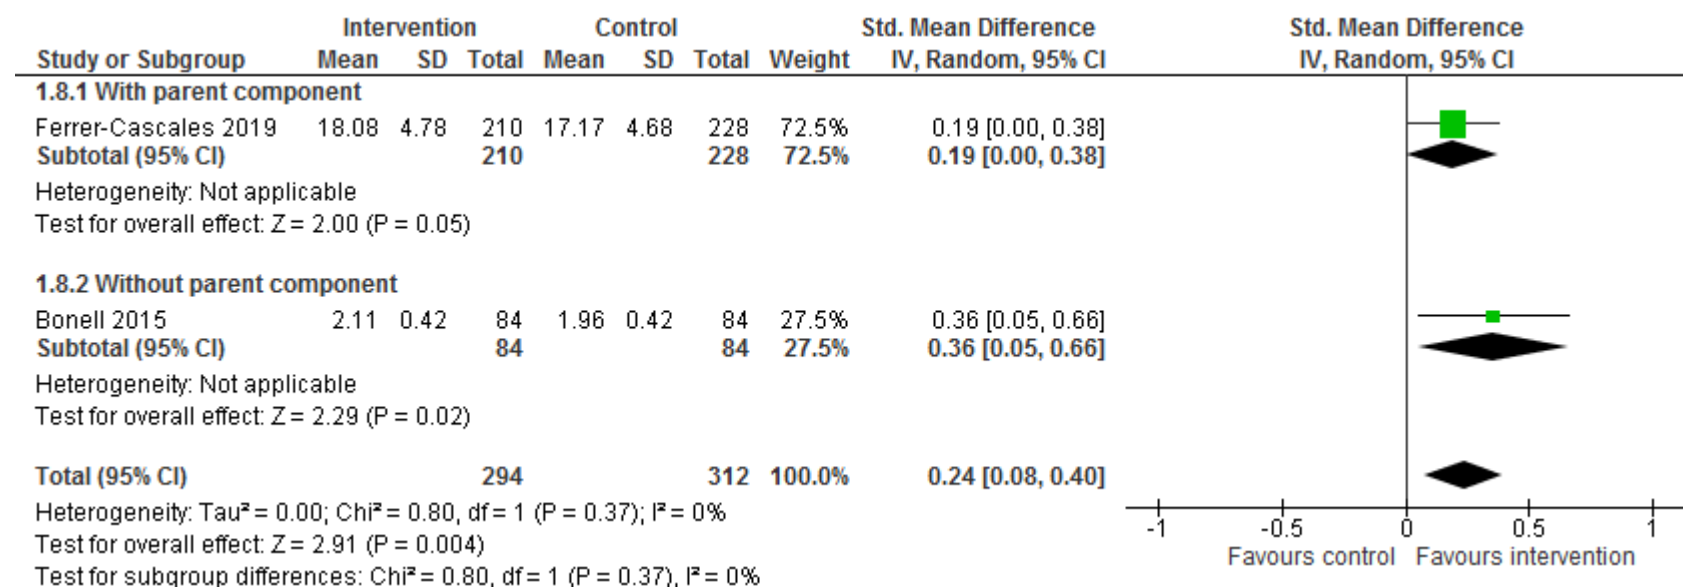 Intervention Control Std. Mean Difference Std. Mean Difference
Study or Subgroup Mean SD Total Mean SD Total Weight IV, Random, 95% CI IV, Random, 95% CI
1.8.1 With parent component
Ferrer-Cascales 2019 18.08 4.78 210 17.17 4.68 228 72.5% 0.19 [0.00, 0.38]
Subtotal (95% CI) 210 228 72.5% 0.19 [0.00, 0.38]
Heterogeneity: Not applicable
Test for overall effect: Z = 2.00 (P = 0.05)
1.8.2 Without parent component
Bonell 2015 2.11 0.42 84 1.96 0.42 84 27.5% 0.36 [0.05, 0.66]
Subtotal (95% CI) 84 84 27.5% 0.36 [0.05, 0.66]
Heterogeneity: Not applicable
Test for overall effect: Z = 2.29 (P = 0.02)
Total (95% CI) 294 312 100.0% 0.24 [0.08, 0.40]
Heterogeneity: Tau² = 0.00; Chi² = 0.80, df = 1 (P = 0.37); I² = 0%
Test for overall effect: Z = 2.91 (P = 0.004)
Test for subgroup differences: Chi² = 0.80, df = 1 (P = 0.37), I² = 0%
-1 -0.5 0 0.5 1
Favours control Favours intervention